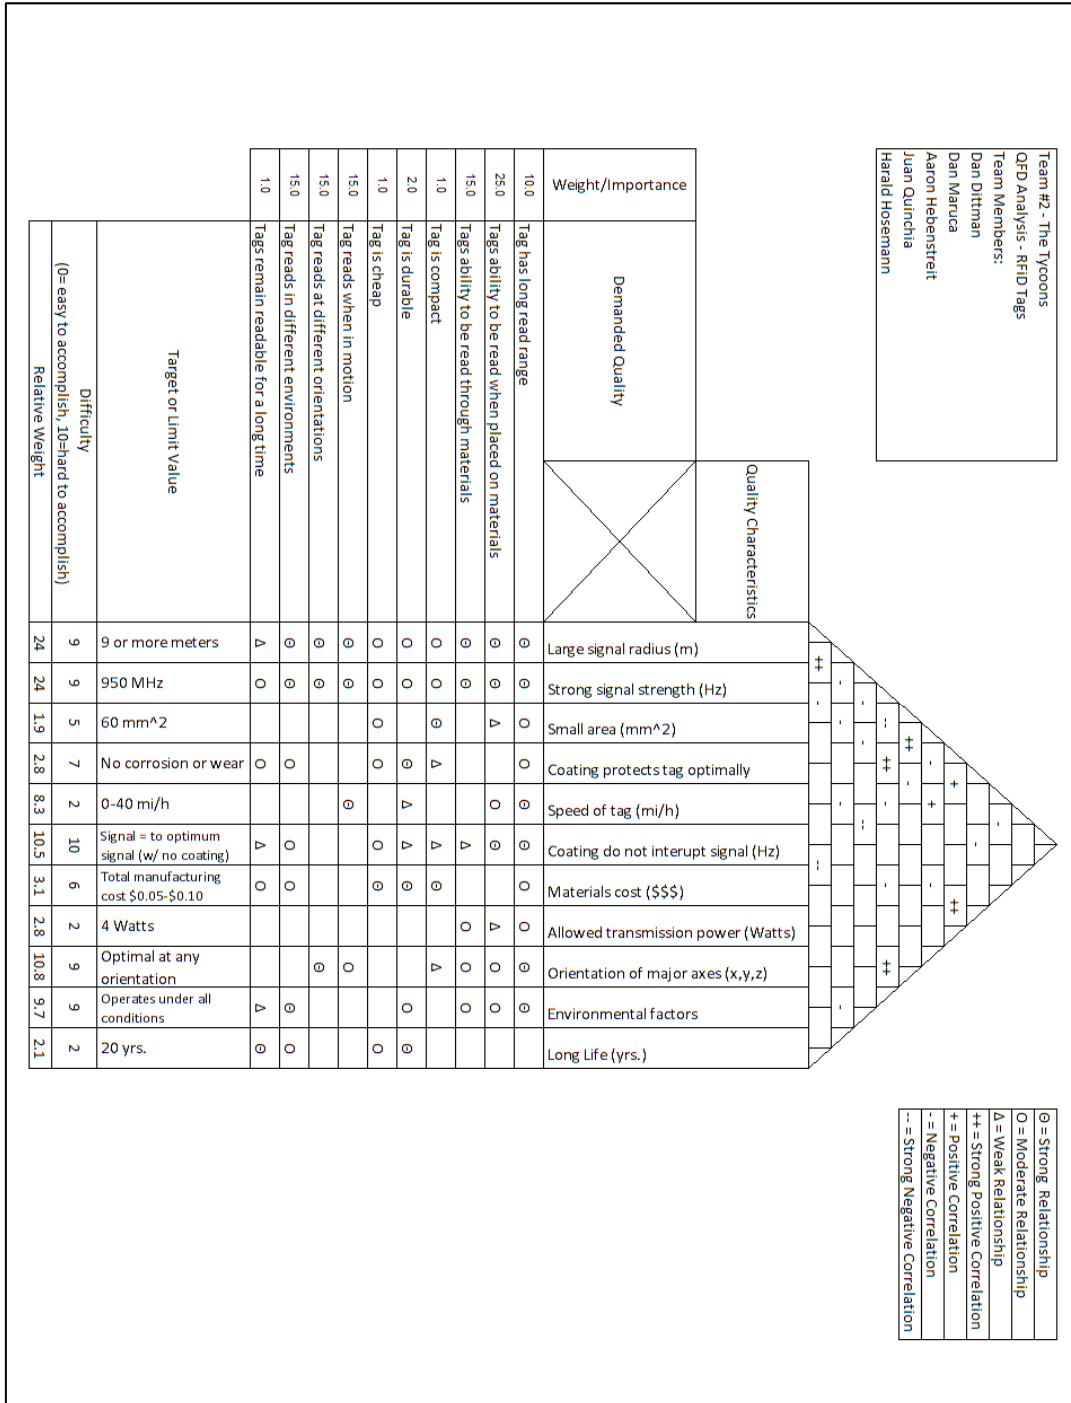 Team #2 - The Tycoons
QFD Analysis - RFID Tags
Team Members:
Dan Dittman
Dan Maruca
Aaron Hebenstreit
Juan Quinchia
Harald Hosemann
Θ = Strong Relationship
O = Moderate Relationship
Δ = Weak Relationship
++ = Strong Positive Correlation
+ = Positive Correlation
- = Negative Correlation
-- = Strong Negative Correlation
-
-
+ ++
- + -
++ -
-- ++ - - ++
- --
- - - -
++ - --
Quality Characteristics
Weight/Importance
Demanded Quality
Large signal radius (m)
Strong signal strength (Hz)
Small area (mm^2)
Coating protects tag optimally
Speed of tag (mi/h)
Coating do not interupt signal (Hz)
Materials cost ($$$)
Allowed transmission power (Watts)
Orientation of major axes (x,y,z)
Environmental factors
Long Life (yrs.)
10.0 Tag has long read range Θ Θ O O Θ Θ O O Θ Θ
25.0 Tags ability to be read when placed on materials Θ Θ Δ O Θ Δ O O
15.0 Tags ability to be read through materials Θ Θ Δ O O O
1.0 Tag is compact O O Θ Δ Δ Θ Δ
2.0 Tag is durable O O Θ Δ Δ Θ O Θ
1.0 Tag is cheap O O O O O Θ O
15.0 Tag reads when in motion Θ Θ Θ O
15.0 Tag reads at different orientations Θ Θ Θ
15.0 Tag reads in different environments Θ Θ O O O Θ O
1.0 Tags remain readable for a long time Δ O O Δ O Δ Θ
Target or Limit Value
9 or more meters
950 MHz
60 mm^2
No corrosion or wear
0-40 mi/h
Signal = to optimum
signal (w/ no coating)
Total manufacturing
cost $0.05-$0.10
4 Watts
Optimal at any
orientation
Operates under all
conditions
20 yrs.
Difficulty
(0= easy to accomplish, 10=hard to accomplish)
9 9 5 7 2 10 6 2 9 9 2
Relative Weight 24 24 1.9 2.8 8.3 10.5 3.1 2.8 10.8 9.7 2.1